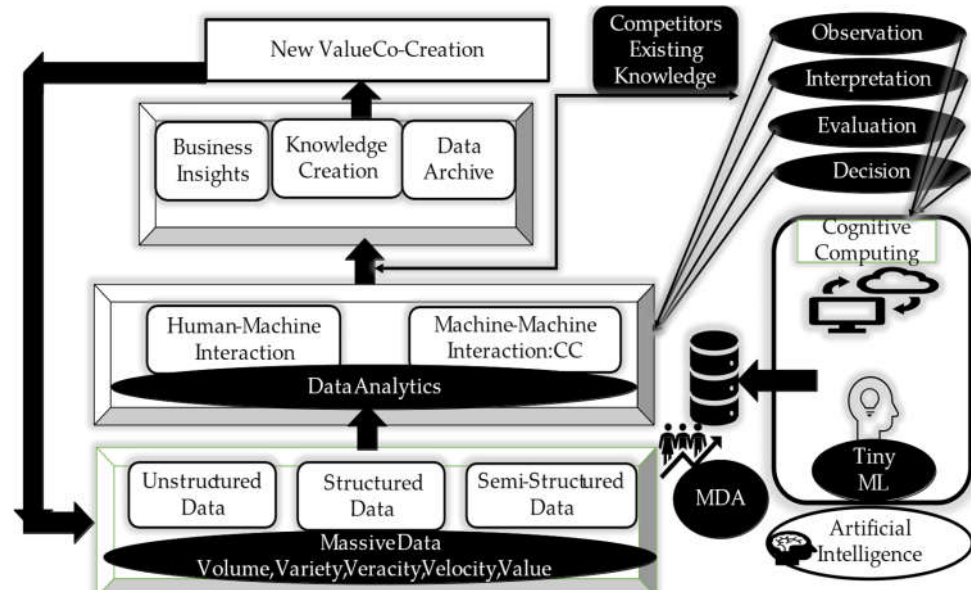 New ValueCo-Creation
Competitors
Existing
Knowledge
Observation
Interpretation
Evaluation
Decision
Business
Insights
Knowledge
Creation
Data
Archive
Cognitive
Computing
Human-Machine
Interaction
Machine-Machine
Interaction:CC
DataAnalytics
Unstructured
Data
Structured
Data
Semi-Structured
Data
MassiveData
Volume,Variety,Veracity,Velocity,Value
MDA
Tiny
ML
Artificial
Intelligence